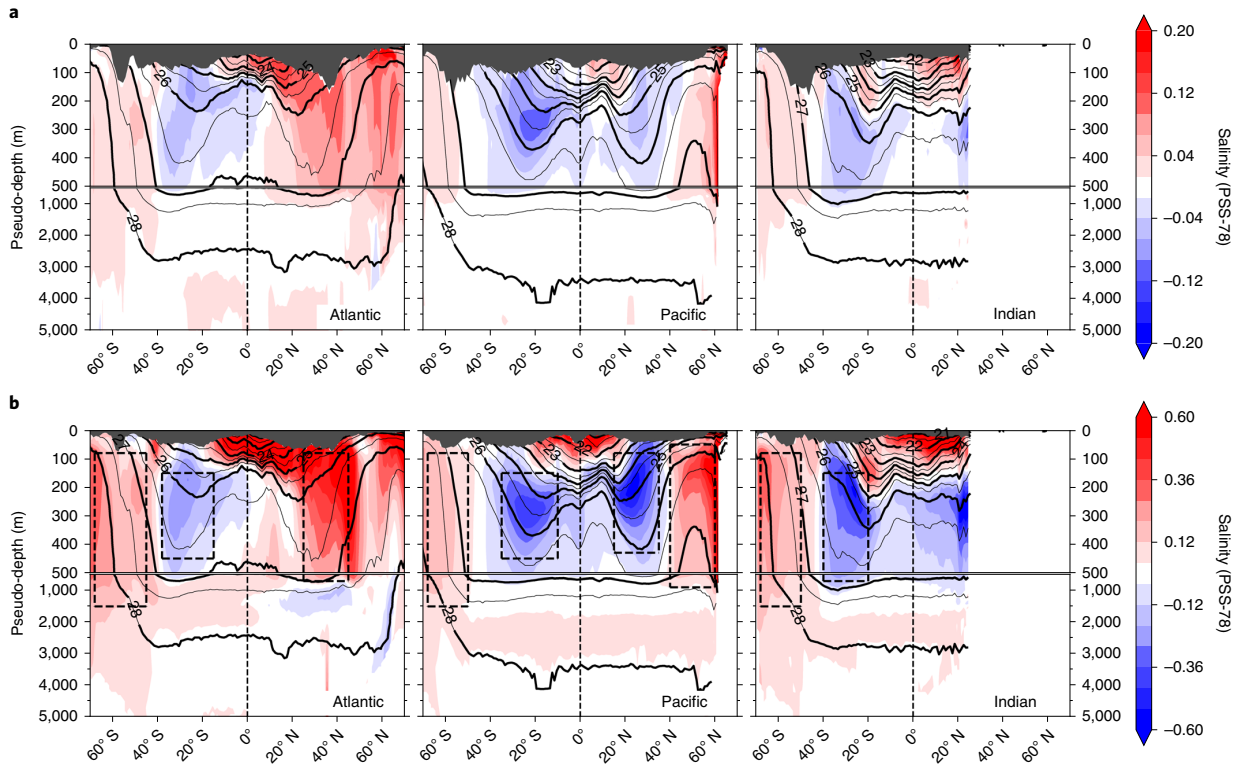 a
0
100
200
300
400
500
1,000
2,000
3,000
4,000
5,000
Pseudo-depth (m)
26
24
25
28
Atlantic
60° S
40° S
20° S
0°
20° N
40° N
60° N
23
25
28
Pacific
60° S
40° S
20° S
0°
20° N
40° N
60° N
23
22
26
25
27
28
Indian
60° S
40° S
20° S
0°
20° N
40° N
60° N
0
100
200
300
400
500
1,000
2,000
3,000
4,000
5,000
0.20
0.12
0.04
−0.04
−0.12
−0.20
Salinity (PSS-78)
b
0
100
200
300
400
500
1,000
2,000
3,000
4,000
5,000
Pseudo-depth (m)
27
26
24
28
Atlantic
60° S
40° S
20° S
0°
20° N
40° N
60° N
26
23
22
28
Pacific
60° S
40° S
20° S
0°
20° N
40° N
60° N
21
22
23
26
27
28
Indian
60° S
40° S
20° S
0°
20° N
40° N
60° N
0
100
200
300
400
500
1,000
2,000
3,000
4,000
5,000
0.60
0.36
0.12
−0.12
−0.36
−0.60
Salinity (PSS-78)